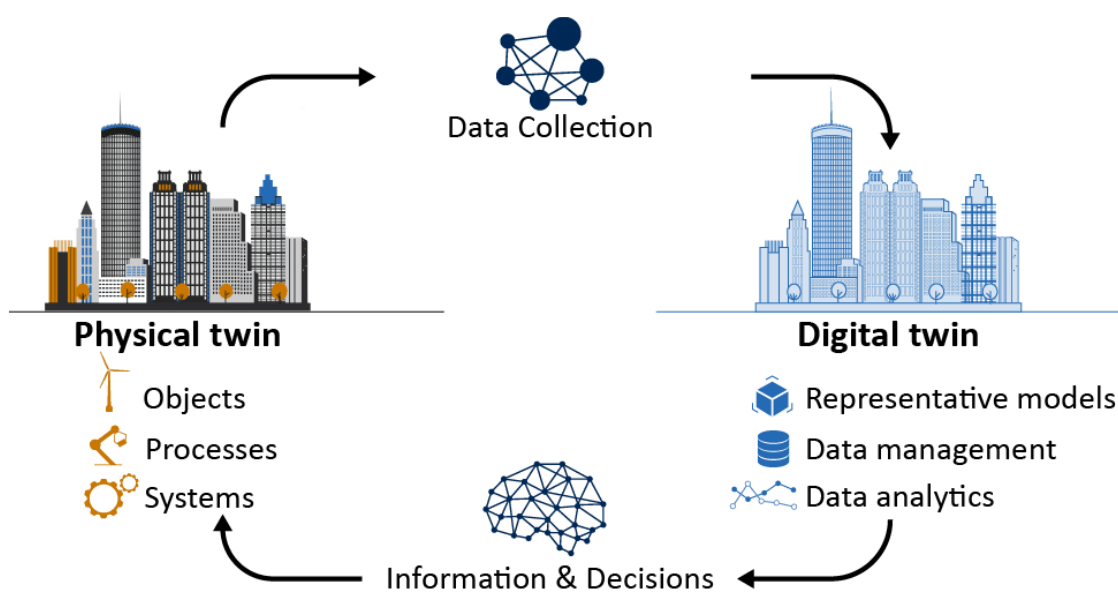 Data Collection
Physical twin
Digital twin
Objects
Processes
Systems
Representative models
Data management
Data analytics
Information & Decisions